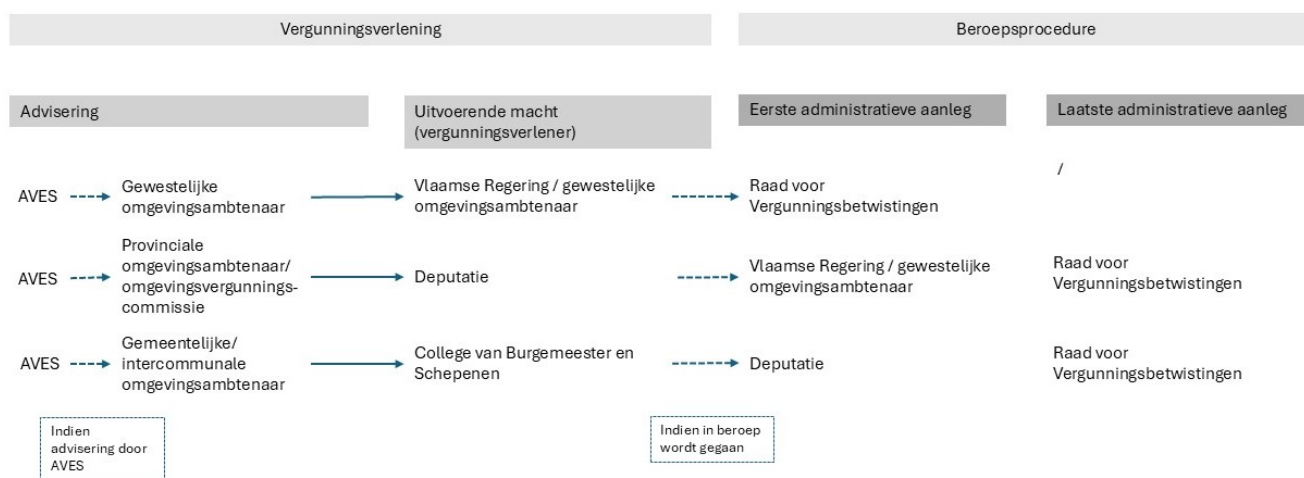 Vergunningsverlening
Beroepsprocedure
Advisering
Uitvoerende macht
(vergunningsverlener)
Eerste administratieve aanleg
Laatste administratieve aanleg
AVES
Gewestelijke
omgevingsambtenaar
Vlaamse Regering / gewestelijke
omgevingsambtenaar
Raad voor
Vergunningsbetwistingen
/
AVES
Provinciale
omgevingsambtenaar/
omgevingsvergunnings-
commissie
Deputatie
Vlaamse Regering / gewestelijke
omgevingsambtenaar
Raad voor
Vergunningsbetwistingen
AVES
Gemeentelijke/
intercommunale
omgevingsambtenaar
College van Burgemeester en
Schepenen
Deputatie
Raad voor
Vergunningsbetwistingen
Indien
advisering door
AVES
Indien in beroep
wordt gegaan